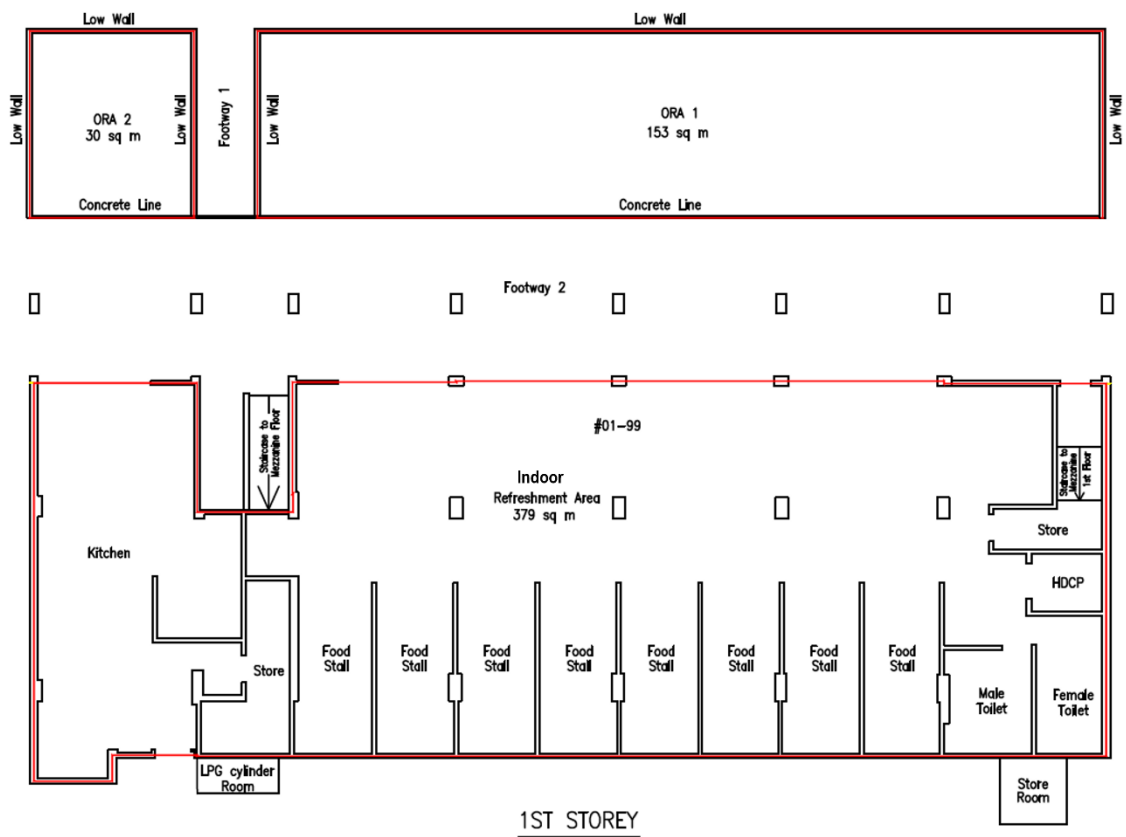 Low Wall
Low Wall
Low Wall
ORA 2
30 sq m
Low Wall
Footway 1
Low Wall
ORA 1
153 sq m
Low Wall
Concrete Line
Concrete Line
Footway 2
Staircase to
Mezzanine Floor
#01-99
Indoor
Refreshment Area
379 sq m
Staircase to
Mezzanine
1st Floor
Store
Kitchen
HDCP
Store
Food
Stall
Food
Stall
Food
Stall
Food
Stall
Food
Stall
Food
Stall
Food
Stall
Food
Stall
Male
Toilet
Female
Toilet
LPG cylinder
Room
Store
Room
1ST STOREY